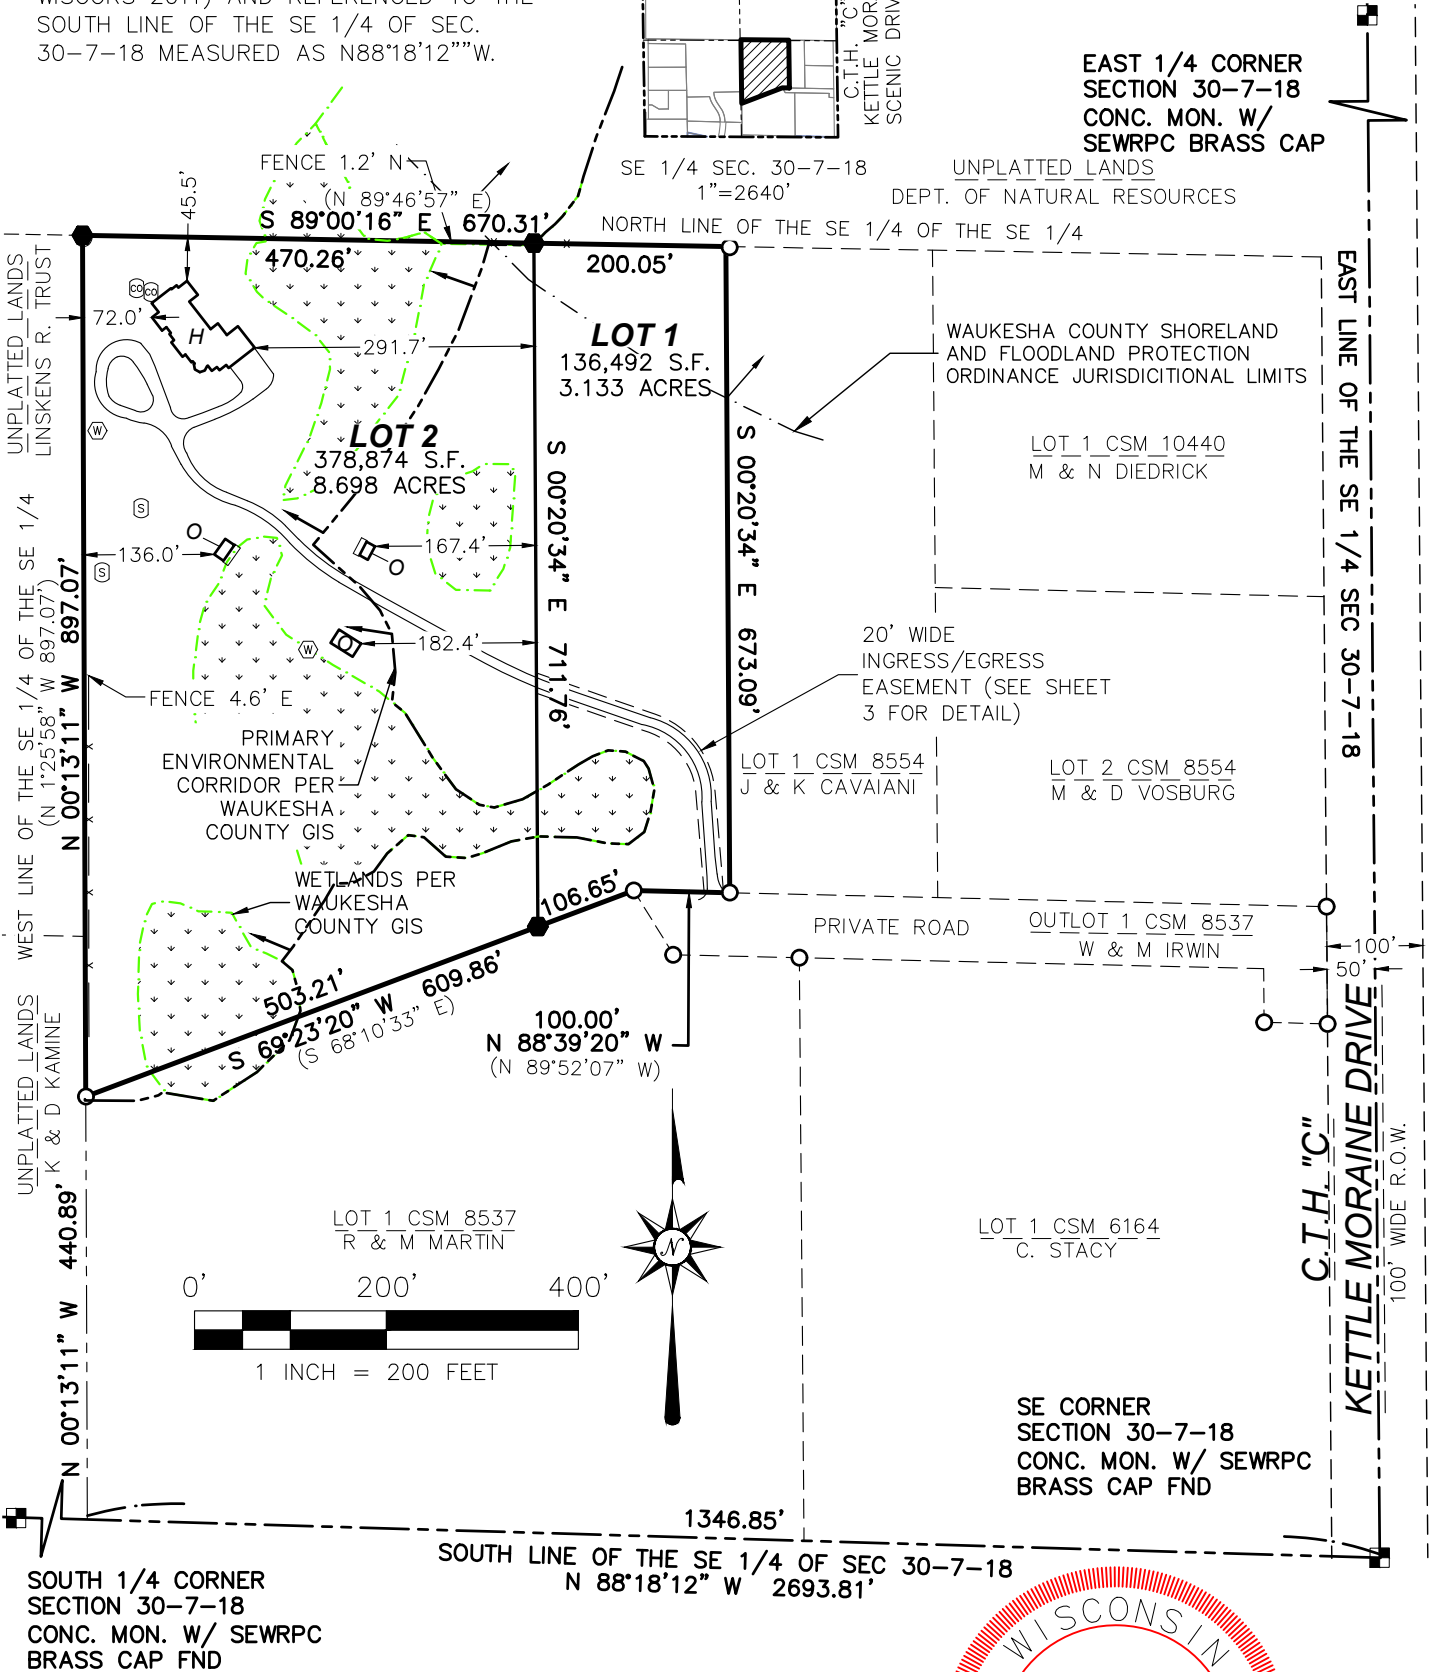 SOUTH LINE OF THE SE 1/4 OF SEC.
30-7-18 MEASURED AS N88°18'12""W.
C.T.H. "C"
SCENIC DRIV
SE 1/4 SEC. 30-7-18
1"=2640'
EAST 1/4 CORNER
SECTION 30-7-18
CONC. MON. W/
SEWRPC BRASS CAP
UNPLATTED LANDS
DEPT. OF NATURAL RESOURCES
NORTH LINE OF THE SE 1/4 OF THE SE 1/4
FENCE 1.2' N
(N 89°46'57" E)
S 89°00'16" E 670.31'
470.26'
200.05'
45.5'
UNPLATTED LANDS
LINSKENS R. TRUST
CO
CO
72.0'
H
291.7'
LOT 1
136,492 S.F.
3.133 ACRES
WAUKESHA COUNTY SHORELAND
AND FLOODLAND PROTECTION
ORDINANCE JURISDICITIONAL LIMITS
EAST LINE OF THE SE 1/4 SEC 30-7-18
W
LOT 2
378,874 S.F.
8.698 ACRES
LOT 1 CSM 10440
M & N DIEDRICK
S 00°20'34" E 711.76'
S 00°20'34" E 673.09'
S
O
136.0'
167.4'
O
S
O
W
182.4'
WEST LINE OF THE SE 1/4 OF THE SE 1/4
(N 1°25'58" W 897.07')
N 00°13'11" W 897.07'
FENCE 4.6' E
20' WIDE
INGRESS/EGRESS
EASEMENT (SEE SHEET
3 FOR DETAIL)
PRIMARY
ENVIRONMENTAL
CORRIDOR PER
WAUKESHA
COUNTY GIS
LOT 1 CSM 8554
J & K CAVAIANI
LOT 2 CSM 8554
M & D VOSBURG
WETLANDS PER
WAUKESHA
COUNTY GIS
106.65'
PRIVATE ROAD
OUTLOT 1 CSM 8537
W & M IRWIN
100'
50'
503.21'
S 69°23'20" W 609.86'
(S 68°10'33" E)
100.00'
N 88°39'20" W
(N 89°52'07" W)
UNPLATTED LANDS
K & D KAMINE
N 00°13'11" W 440.89'
LOT 1 CSM 8537
R & M MARTIN
N
LOT 1 CSM 6164
C. STACY
C.T.H. "C"
KETTLE MORAINE DRIVE
100' WIDE R.O.W.
0' 200' 400'
1 INCH = 200 FEET
SE CORNER
SECTION 30-7-18
CONC. MON. W/ SEWRPC
BRASS CAP FND
1346.85'
SOUTH LINE OF THE SE 1/4 OF SEC 30-7-18
N 88°18'12" W 2693.81'
SOUTH 1/4 CORNER
SECTION 30-7-18
CONC. MON. W/ SEWRPC
BRASS CAP FND
WISCONSIN